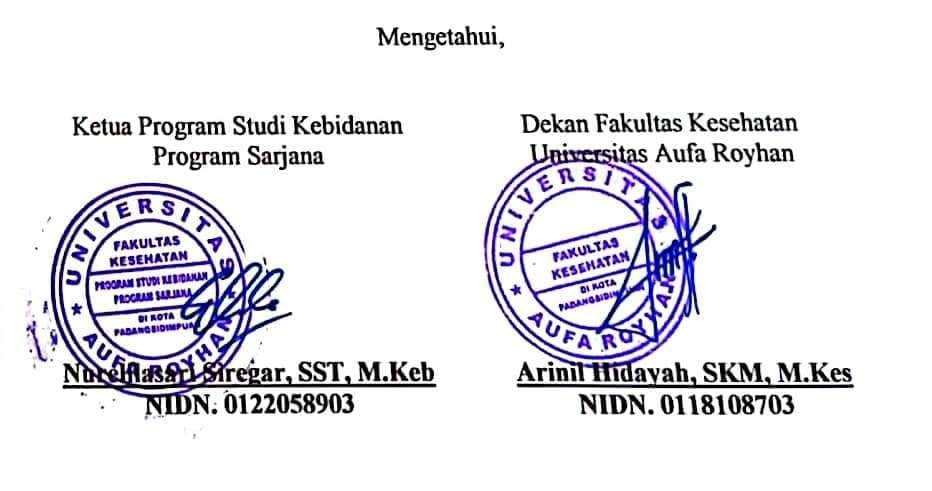 Mengetahui,
Ketua Program Studi Kebidanan
Program Sarjana
UNIVERSITAS
AUFA ROYHAN
FAKULTAS
KESEHATAN
PROGRAM STUDI KEBIDANAN
PROGRAM SARJANA
DI KOTA
PADANGSIDIMPUAN
Siregar, SST, M.Keb
NIDN. 0122058903
Dekan Fakultas Kesehatan
Universitas Aufa Royhan
UNIVERSITAS
AUFA ROYHAN
FAKULTAS
KESEHATAN
DI KOTA
Arinil Hidayah, SKM, M.Kes
NIDN. 0118108703